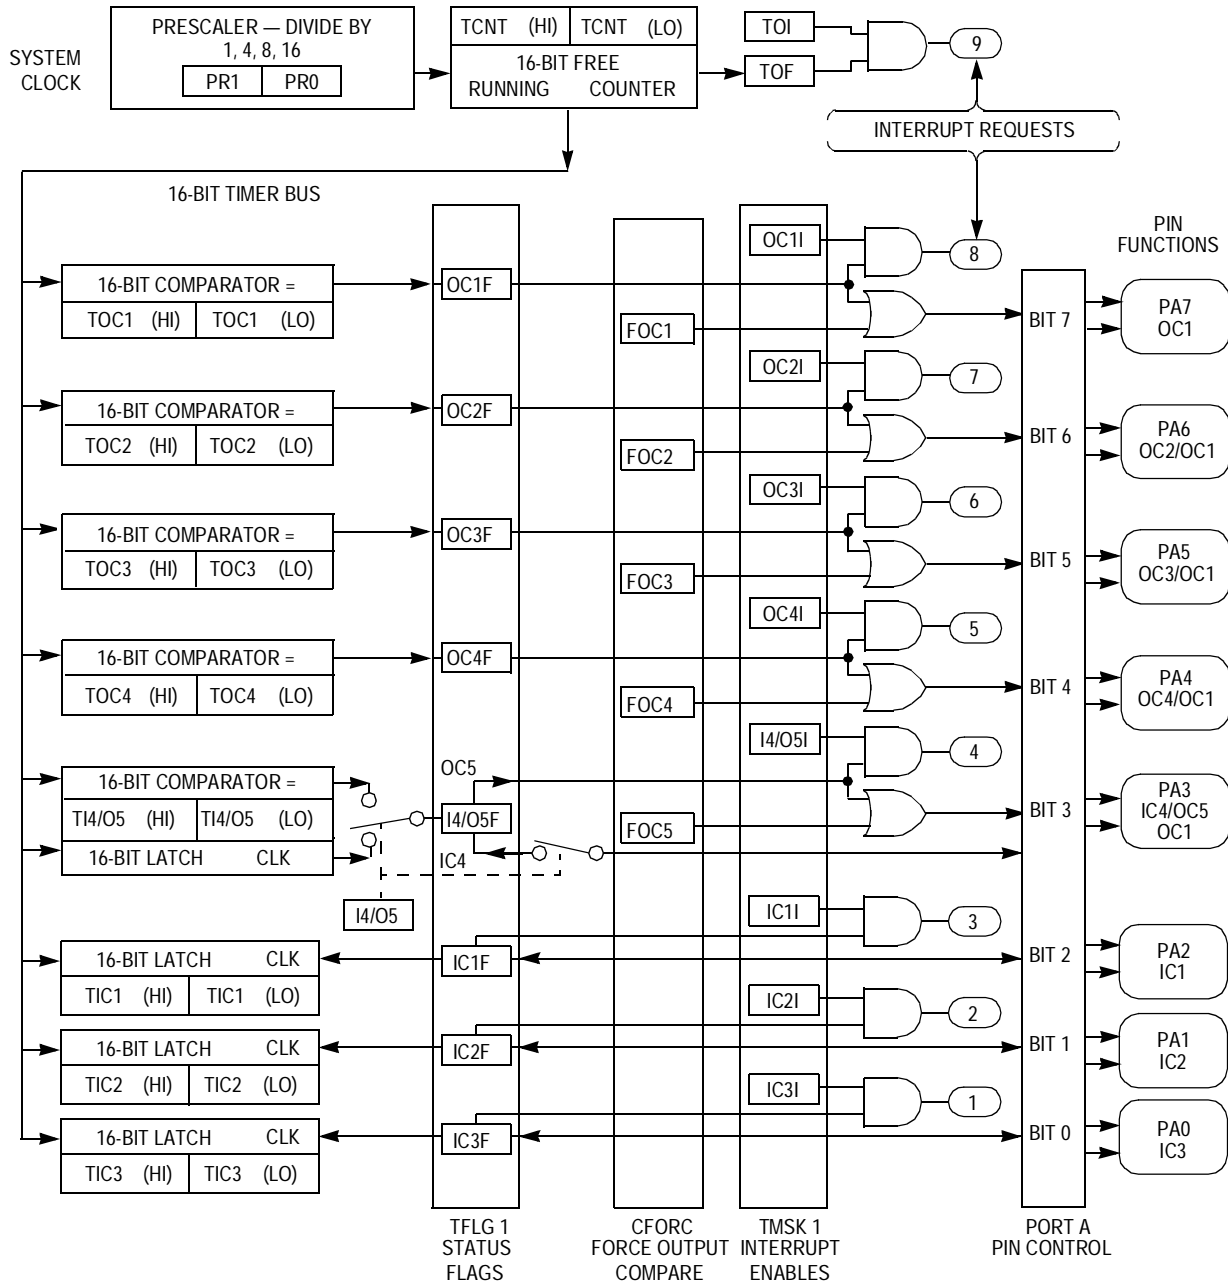 SYSTEM
CLOCK
PRESCALER — DIVIDE BY
1, 4, 8, 16
PR1 PR0
TCNT (HI) TCNT (LO)
16-BIT FREE
RUNNING COUNTER
TOI
TOF
9
INTERRUPT REQUESTS
16-BIT TIMER BUS
PIN
FUNCTIONS
OC1I
8
16-BIT COMPARATOR =
TOC1 (HI) TOC1 (LO)
OC1F
FOC1
BIT 7
PA7
OC1
OC2I
7
16-BIT COMPARATOR =
TOC2 (HI) TOC2 (LO)
OC2F
FOC2
BIT 6
PA6
OC2/OC1
OC3I
6
16-BIT COMPARATOR =
TOC3 (HI) TOC3 (LO)
OC3F
FOC3
BIT 5
PA5
OC3/OC1
OC4I
5
16-BIT COMPARATOR =
TOC4 (HI) TOC4 (LO)
OC4F
FOC4
BIT 4
PA4
OC4/OC1
I4/O5I
4
16-BIT COMPARATOR =
TI4/O5 (HI) TI4/O5 (LO)
16-BIT LATCH CLK
OC5
I4/O5F
IC4
I4/O5
FOC5
BIT 3
PA3
IC4/OC5
OC1
IC1I
3
16-BIT LATCH CLK
TIC1 (HI) TIC1 (LO)
IC1F
BIT 2
PA2
IC1
IC2I
2
16-BIT LATCH CLK
TIC2 (HI) TIC2 (LO)
IC2F
BIT 1
PA1
IC2
IC3I
1
16-BIT LATCH CLK
TIC3 (HI) TIC3 (LO)
IC3F
BIT 0
PA0
IC3
TFLG 1
STATUS
FLAGS
CFORC
FORCE OUTPUT
COMPARE
TMSK 1
INTERRUPT
ENABLES
PORT A
PIN CONTROL